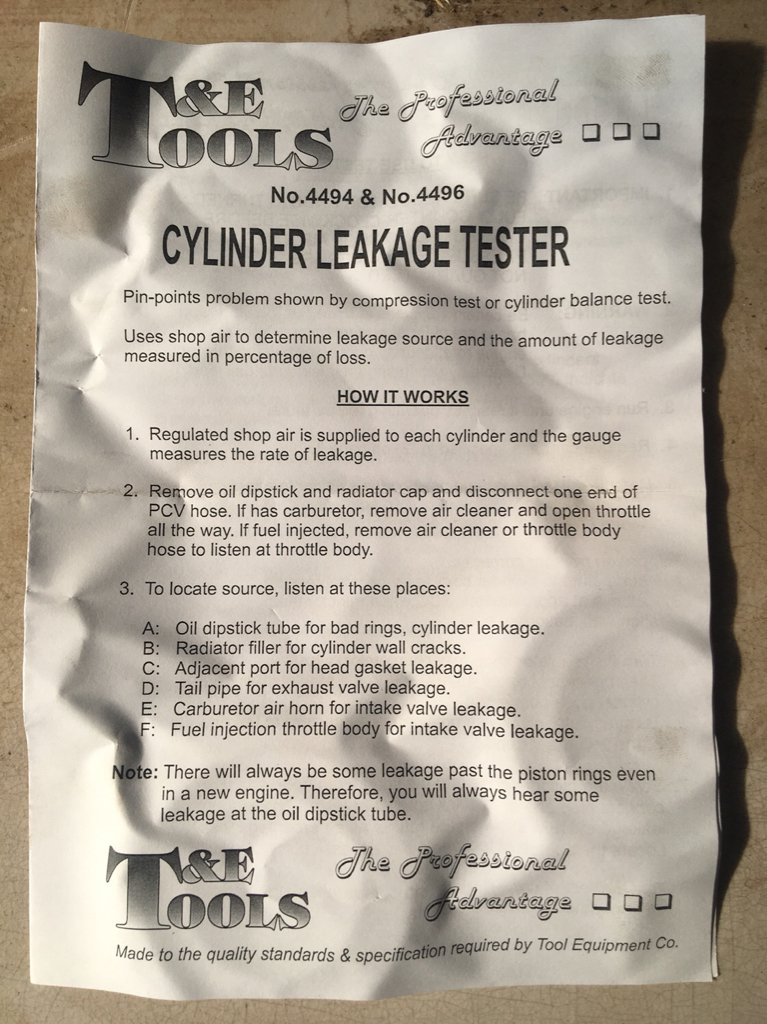 T&E TOOLS
The Professional
Advantage ❑ ❑ ❑
No.4494 & No.4496
CYLINDER LEAKAGE TESTER
Pin-points problem shown by compression test or cylinder balance test.
Uses shop air to determine leakage source and the amount of leakage
measured in percentage of loss.
HOW IT WORKS
1. Regulated shop air is supplied to each cylinder and the gauge
measures the rate of leakage.
2. Remove oil dipstick and radiator cap and disconnect one end of
PCV hose. If has carburetor, remove air cleaner and open throttle
all the way. If fuel injected, remove air cleaner or throttle body
hose to listen at throttle body.
3. To locate source, listen at these places:
A: Oil dipstick tube for bad rings, cylinder leakage.
B: Radiator filler for cylinder wall cracks.
C: Adjacent port for head gasket leakage.
D: Tail pipe for exhaust valve leakage.
E: Carburetor air horn for intake valve leakage.
F: Fuel injection throttle body for intake valve leakage.
Note: There will always be some leakage past the piston rings even
in a new engine. Therefore, you will always hear some
leakage at the oil dipstick tube.
T&E TOOLS
The Professional
Advantage ❑ ❑ ❑
Made to the quality standards & specification required by Tool Equipment Co.